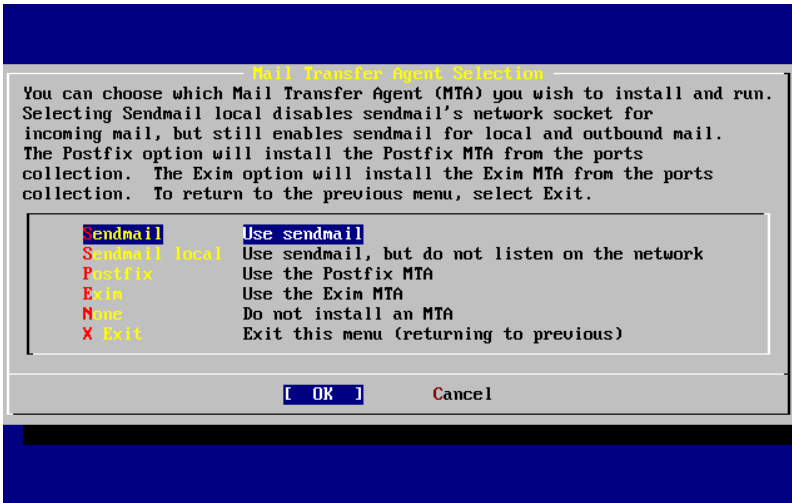 Mail Transfer Agent Selection
You can choose which Mail Transfer Agent (MTA) you wish to install and run.
Selecting Sendmail local disables sendmail's network socket for
incoming mail, but still enables sendmail for local and outbound mail.
The Postfix option will install the Postfix MTA from the ports
collection.  The Exim option will install the Exim MTA from the ports
collection.  To return to the previous menu, select Exit.
Sendmail Use sendmail
Sendmail local Use sendmail, but do not listen on the network
Postfix Use the Postfix MTA
Exim Use the Exim MTA
None Do not install an MTA
X Exit Exit this menu (returning to previous)
[ OK ] Cancel